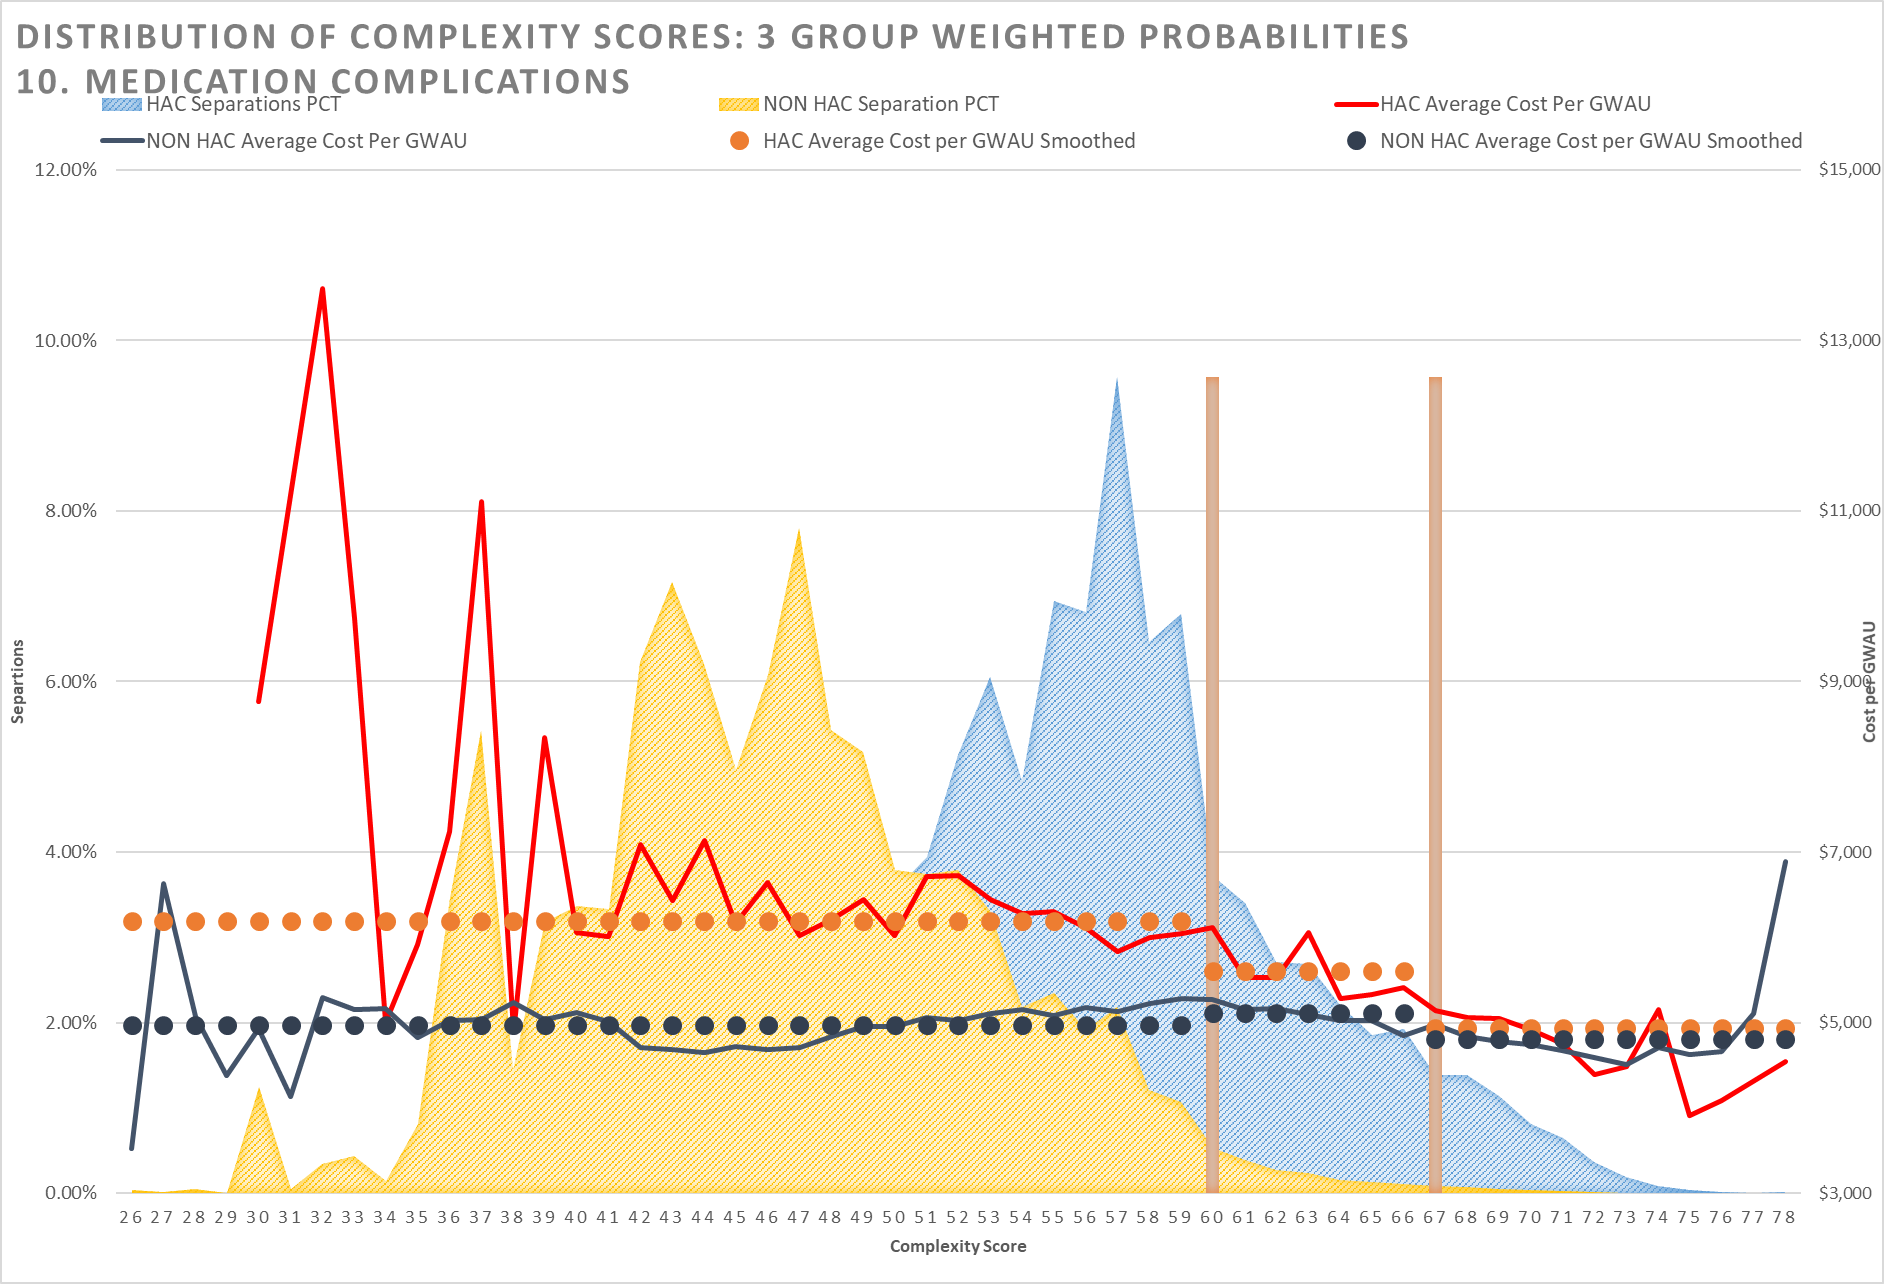 DISTRIBUTION OF COMPLEXITY SCORES: 3 GROUP WEIGHTED PROBABILITIES
10. MEDICATION COMPLICATIONS
HAC Separations PCT
NON HAC Separation PCT
HAC Average Cost Per GWAU
NON HAC Average Cost Per GWAU
HAC Average Cost per GWAU Smoothed
NON HAC Average Cost per GWAU Smoothed
12.00%
10.00%
8.00%
6.00%
4.00%
2.00%
0.00%
Separtions
$15,000
$13,000
$11,000
$9,000
$7,000
$5,000
$3,000
Cost per GWAU
26 27 28 29 30 31 32 33 34 35 36 37 38 39 40 41 42 43 44 45 46 47 48 49 50 51 52 53 54 55 56 57 58 59 60 61 62 63 64 65 66 67 68 69 70 71 72 73 74 75 76 77 78
Complexity Score